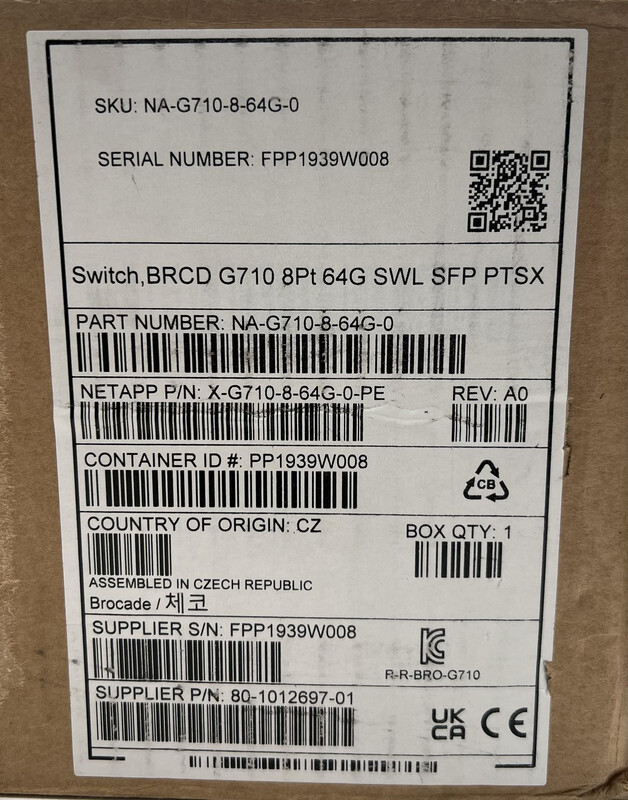 SKU: NA-G710-8-64G-0
SERIAL NUMBER: FPP1939W008
Switch,BRCD G710 8Pt 64G SWL SFP PTSX
PART NUMBER: NA-G710-8-64G-0
NETAPP P/N: X-G710-8-64G-0-PE REV: A0
CONTAINER ID #: PP1939W008
CB
COUNTRY OF ORIGIN: CZ
BOX QTY: 1
ASSEMBLED IN CZECH REPUBLIC
Brocade / 체코
SUPPLIER S/N: FPP1939W008
R-R-BRO-G710
SUPPLIER P/N: 80-1012697-01
UK
CA
CE